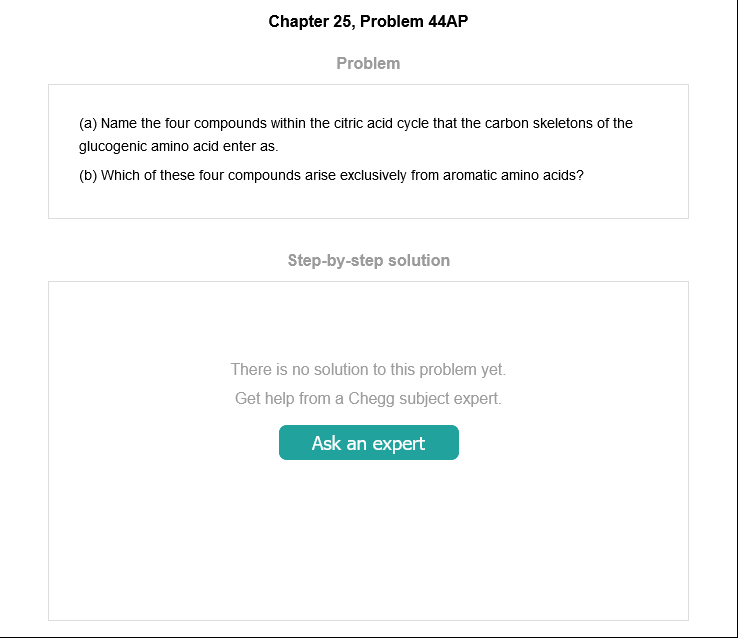 Chapter 25, Problem 44AP
Problem
(a) Name the four compounds within the citric acid cycle that the carbon skeletons of the
glucogenic amino acid enter as.
(b) Which of these four compounds arise exclusively from aromatic amino acids?
Step-by-step solution
There is no solution to this problem yet.
Get help from a Chegg subject expert.
Ask an expert